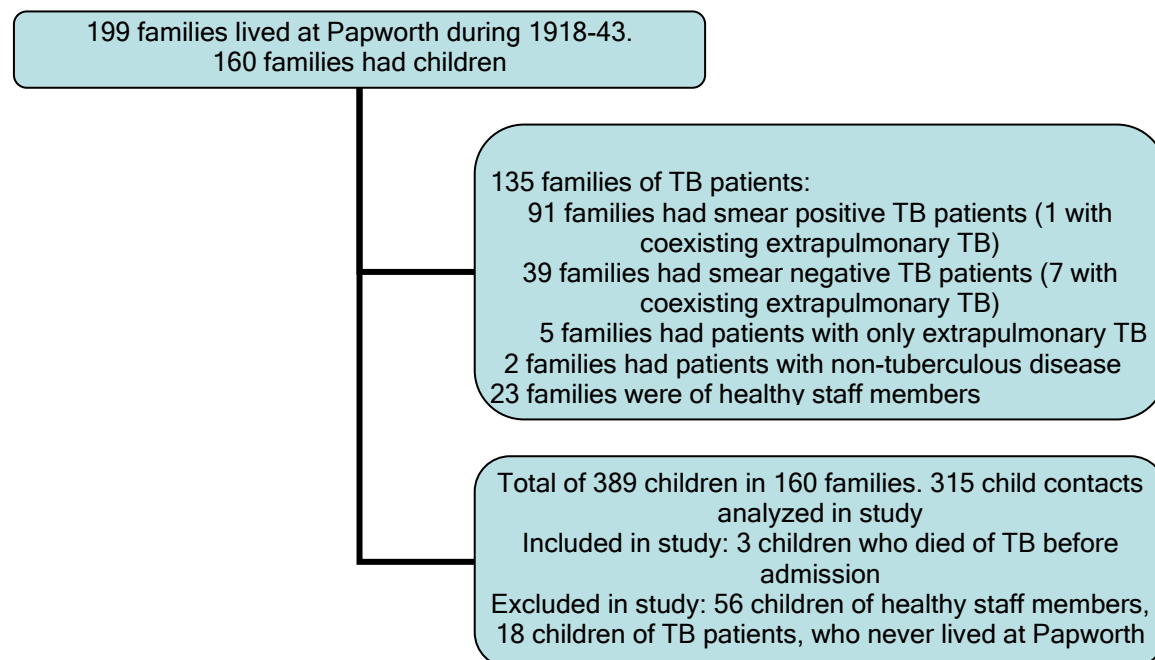 199 families lived at Papworth during 1918-43.
160 families had children
135 families of TB patients:
91 families had smear positive TB patients (1 with
coexisting extrapulmonary TB)
39 families had smear negative TB patients (7 with
coexisting extrapulmonary TB)
5 families had patients with only extrapulmonary TB
2 families had patients with non-tuberculous disease
23 families were of healthy staff members
Total of 389 children in 160 families. 315 child contacts
analyzed in study
Included in study: 3 children who died of TB before
admission
Excluded in study: 56 children of healthy staff members,
18 children of TB patients, who never lived at Papworth